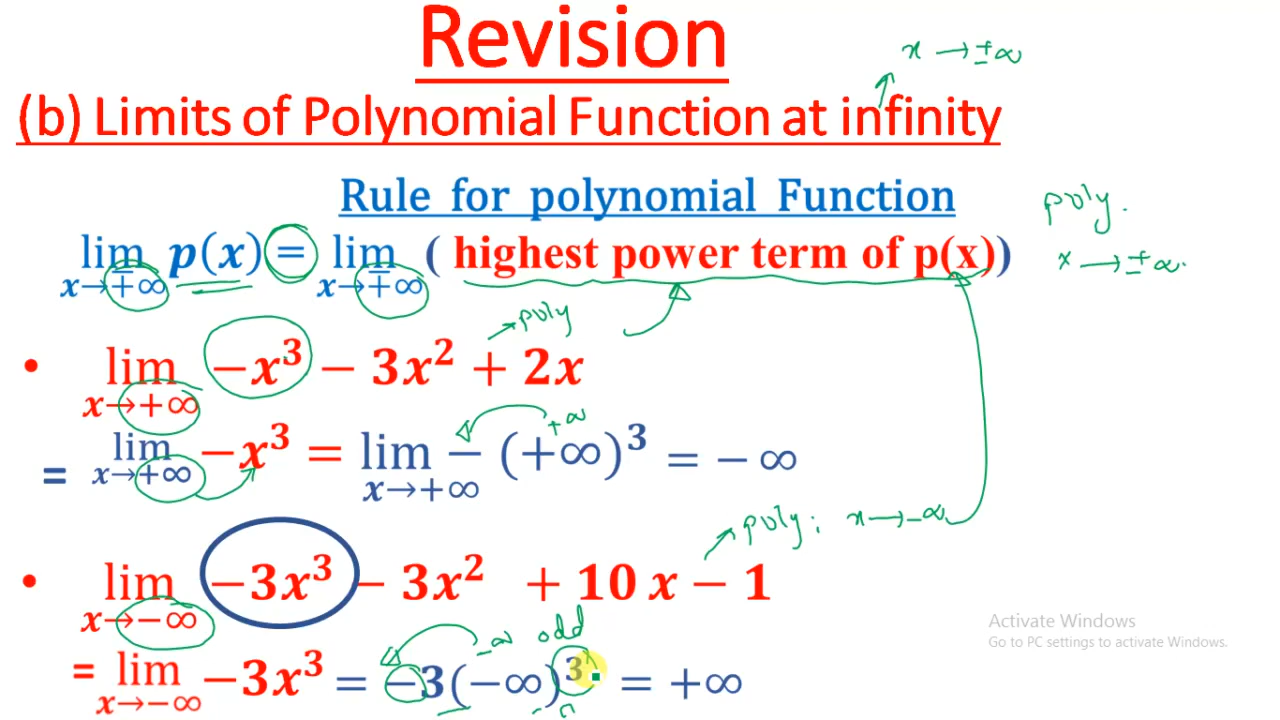 Revision
x → ±∞
(b) Limits of Polynomial Function at infinity
Rule for polynomial Function
poly.
lim x→∓∞ p(x) = lim x→∓∞ ( highest power term of p(x))
x → ±∞.
→ poly
• lim x→+∞ −x³ − 3x² + 2x
+∞
= lim x→+∞ −x³ = lim x→+∞ − (+∞)³ = − ∞
poly; x → −∞
• lim x→−∞ −3x³ − 3x² + 10 x − 1
−∞ odd
= lim x→−∞ −3x³ = −3(−∞)³ = +∞
Activate Windows
Go to PC settings to activate Windows.